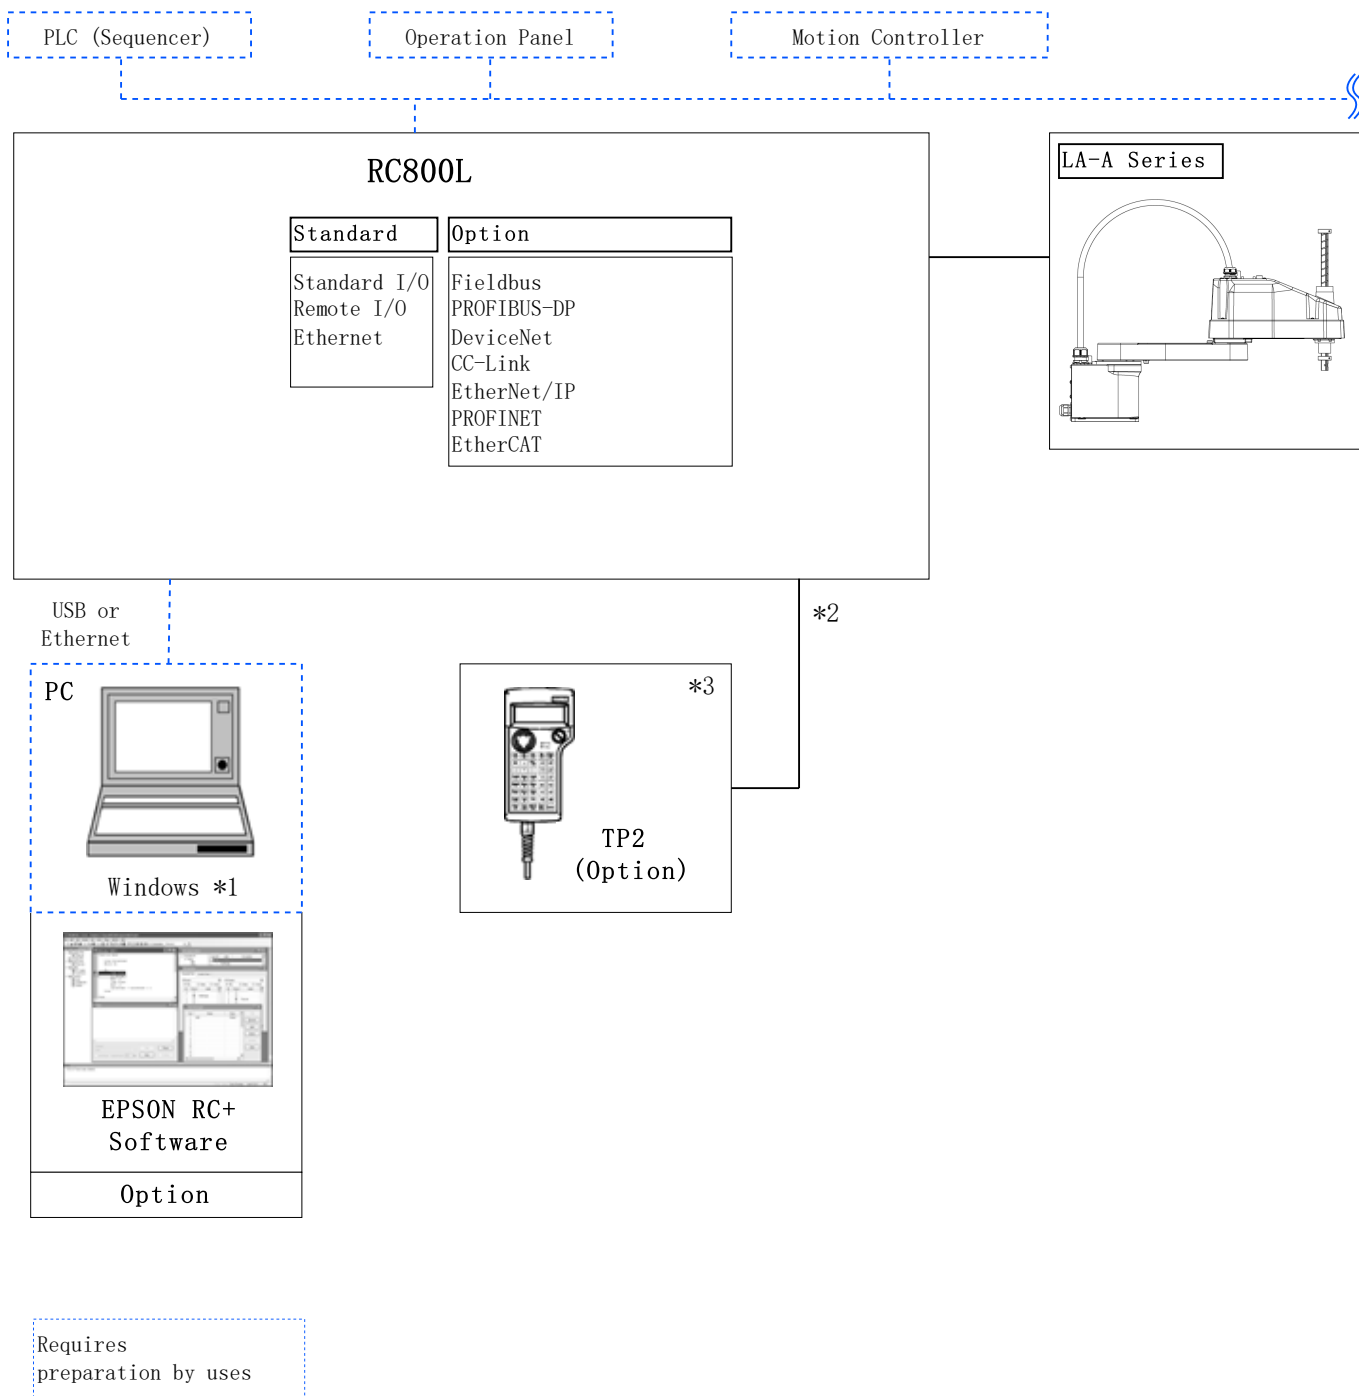 PLC (Sequencer)
Operation Panel
Motion Controller
RC800L
Standard
Standard I/O
Remote I/O
Ethernet
Option
Fieldbus
PROFIBUS-DP
DeviceNet
CC-Link
EtherNet/IP
PROFINET
EtherCAT
LA-A Series
USB or
Ethernet
*2
PC
Windows *1
*3
TP2
(Option)
EPSON RC+
Software
Option
Requires
preparation by uses